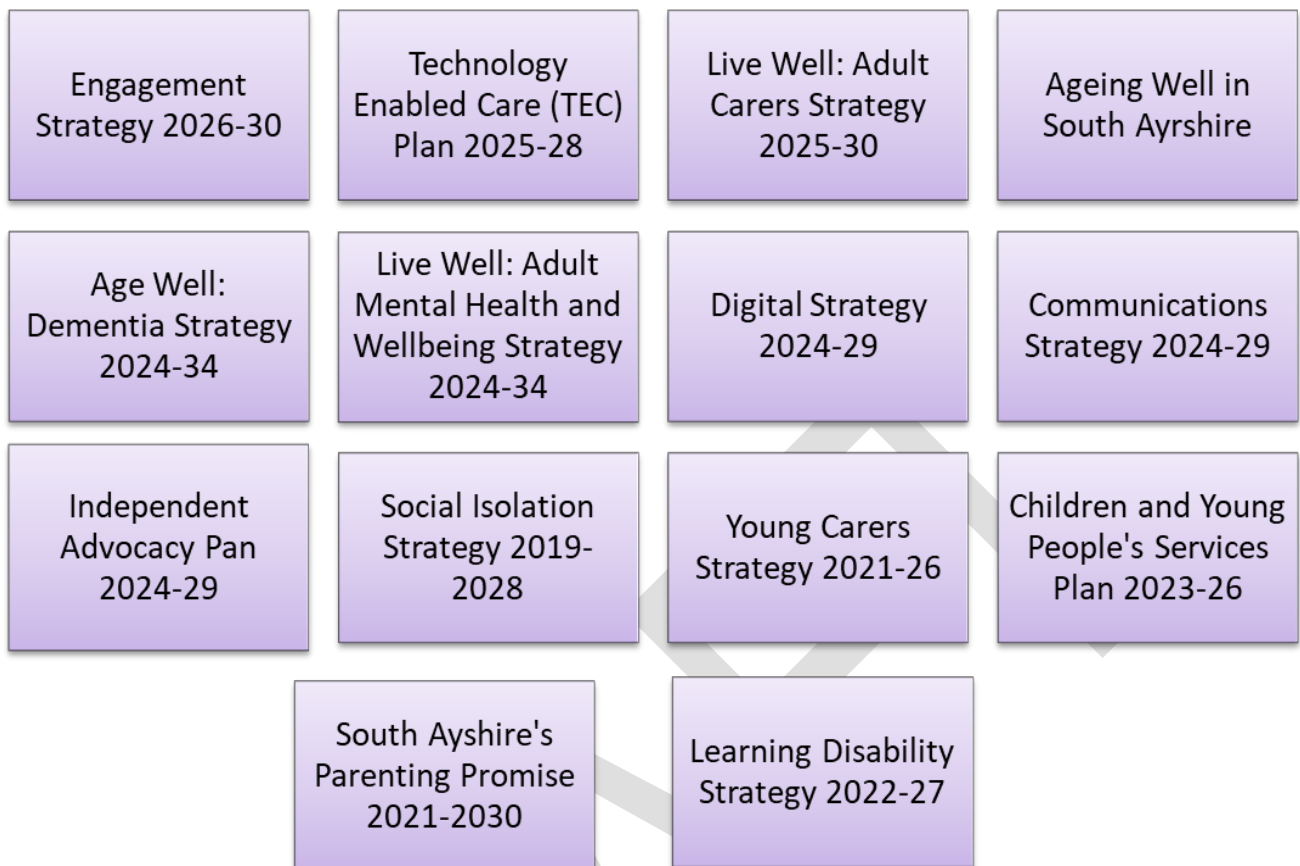 Engagement
Strategy 2026-30
Technology
Enabled Care (TEC)
Plan 2025-28
Live Well: Adult
Carers Strategy
2025-30
Ageing Well in
South Ayrshire
Age Well:
Dementia Strategy
2024-34
Live Well: Adult
Mental Health and
Wellbeing Strategy
2024-34
Digital Strategy
2024-29
Communications
Strategy 2024-29
Independent
Advocacy Pan
2024-29
Social Isolation
Strategy 2019-
2028
Young Carers
Strategy 2021-26
Children and Young
People's Services
Plan 2023-26
South Ayshire's
Parenting Promise
2021-2030
Learning Disability
Strategy 2022-27